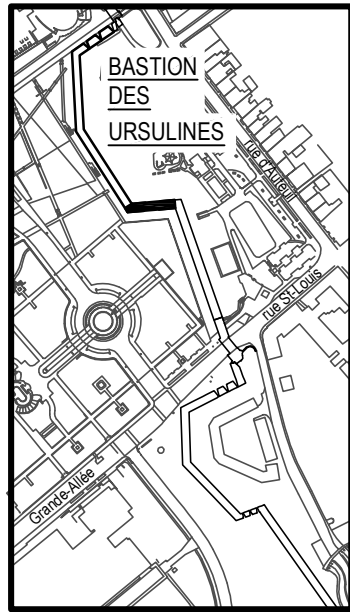 BASTION
DES
URSULINES
rue d'Auteuil
rue St-Louis
Grande-Allée